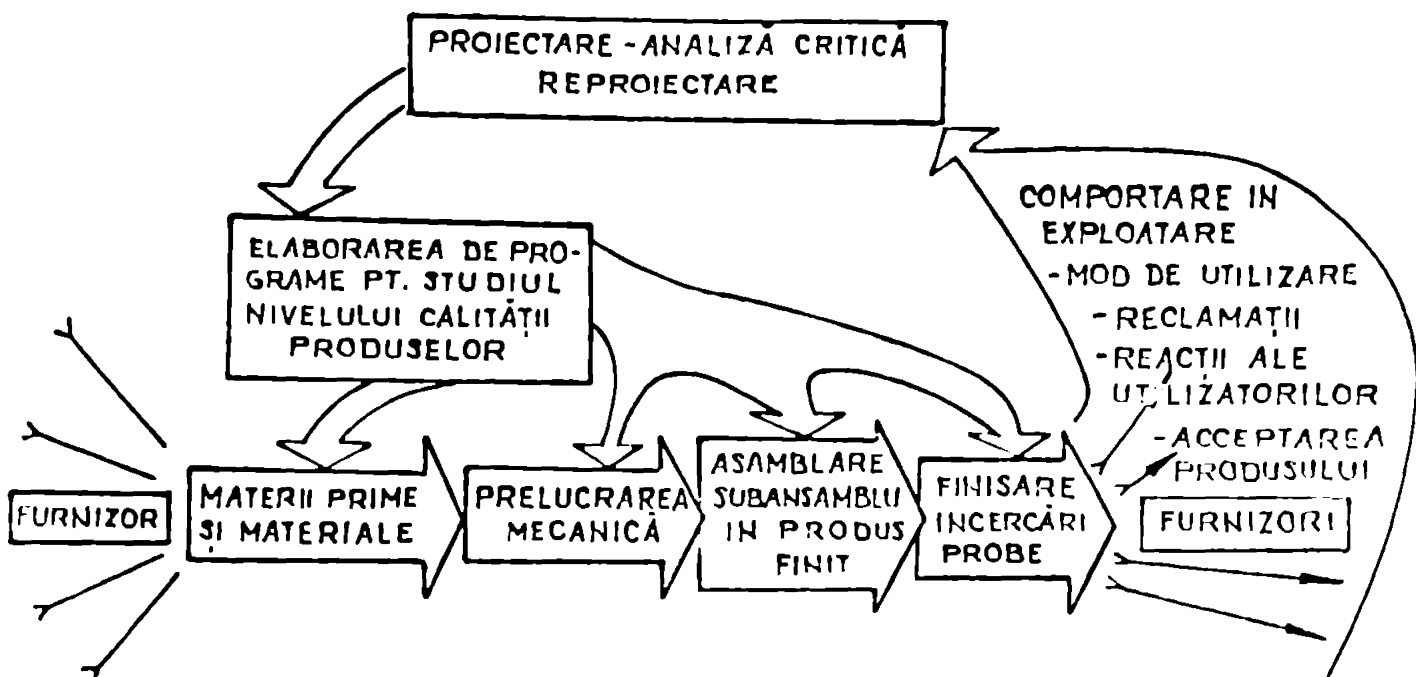 PROIECTARE - ANALIZĂ CRITICĂ
REPROIECTARE
ELABORAREA DE PRO-
GRAME PT. STUDIUL
NIVELULUI CALITĂȚII
PRODUSELOR
COMPORTARE IN
EXPLOATARE
-MOD DE UTILIZARE
-RECLAMAȚII
-REACȚII ALE
UTILIZATORILOR
-ACCEPTAREA
PRODUSULUI
FURNIZOR
MATERII PRIME
ȘI MATERIALE
PRELUCRAREA
MECANICĂ
ASAMBLARE
SUBANSAMBLU
IN PRODUS
FINIT
FINISARE
INCERCĂRI
PROBE
FURNIZORI